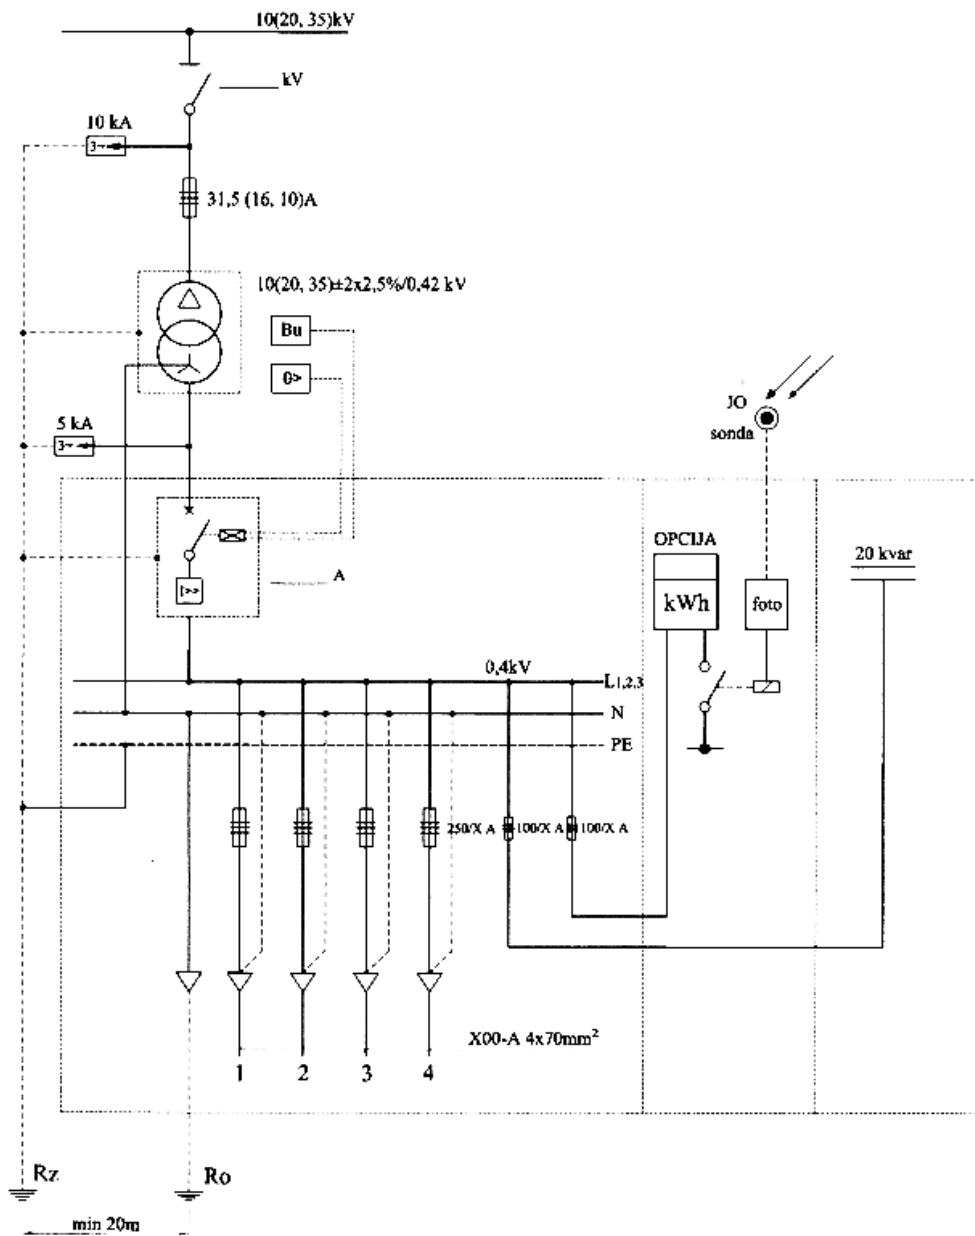 10(20, 35)kV
kV
10 kA
3~
31,5 (16, 10)A
10(20, 35)±2x2,5%/0,42 kV
Bu
θ>
5 kA
3~
JO
sonda
OPCIJA
A
I>>
kWh
foto
20 kvar
0,4kV
L1,2,3
N
PE
250/X A
100/X A
100/X A
X00-A 4x70mm²
1
2
3
4
Rz
Ro
min 20m